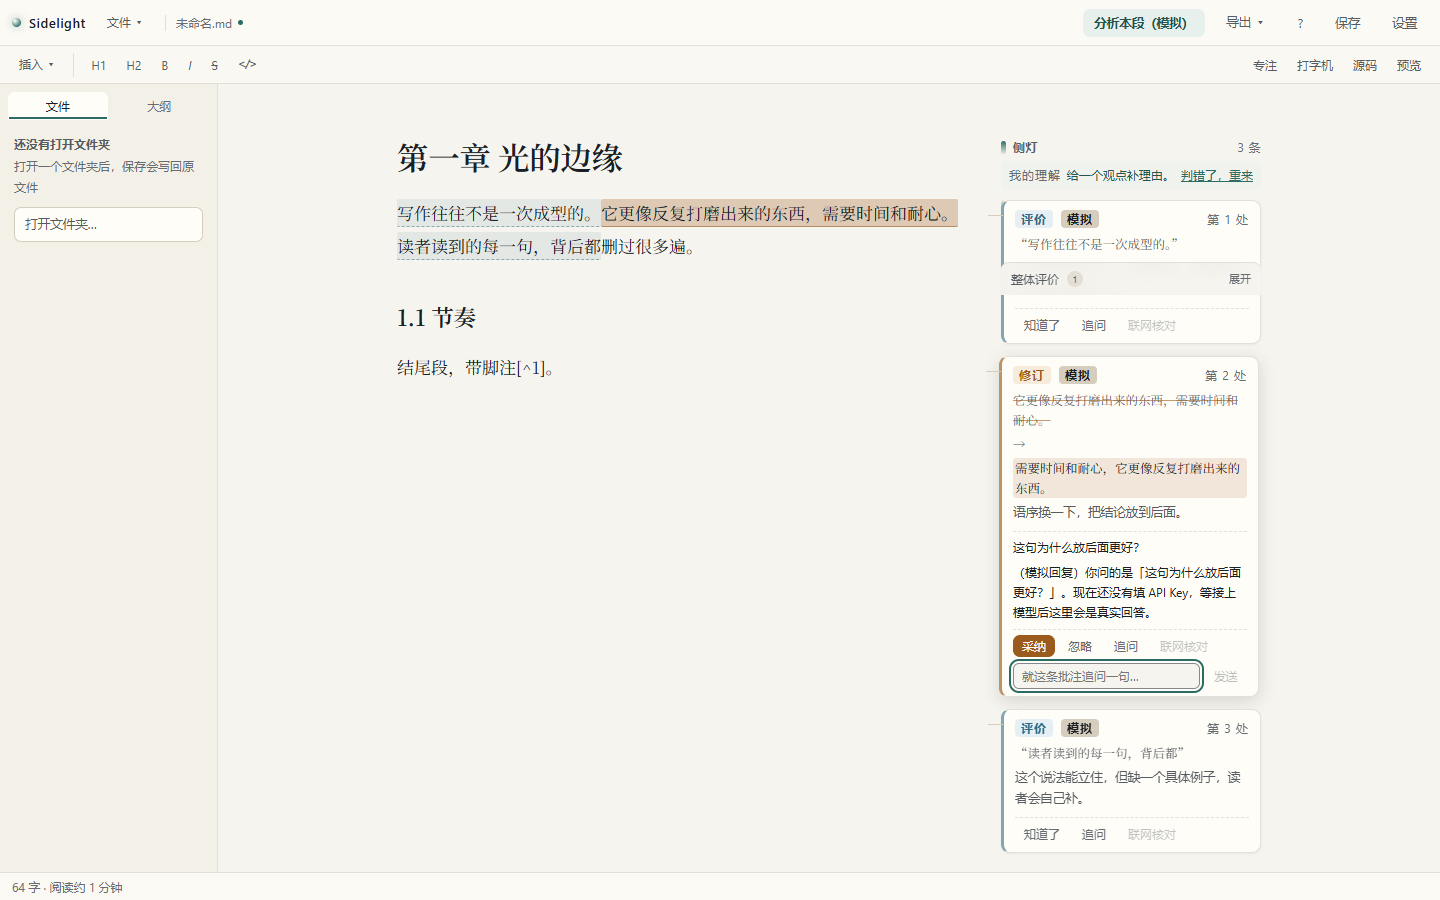 Sidelight 文件 未命名.md 分析本段（模拟） 导出 ? 保存 设置
插入 H1 H2 B I S </> 专注 打字机 源码 预览
文件 大纲
还没有打开文件夹
打开一个文件夹后，保存会写回原
文件
打开文件夹...
第一章 光的边缘
写作往往不是一次成型的。它更像反复打磨出来的东西，需要时间和耐心。
读者读到的每一句，背后都删过很多遍。
1.1 节奏
结尾段，带脚注[^1]。
侧灯 3 条
我的理解 给一个观点补理由。 判错了，重来
评价 模拟 第 1 处
“写作往往不是一次成型的。”
整体评价 1 展开
知道了 追问 联网核对
修订 模拟 第 2 处
它更像反复打磨出来的东西，需要时间和
耐心。
→
需要时间和耐心，它更像反复打磨出来的
东西。
语序换一下，把结论放到后面。
这句为什么放后面更好？
（模拟回复）你问的是「这句为什么放后面
更好？」。现在还没有填 API Key，等接上
模型后这里会是真实回答。
采纳 忽略 追问 联网核对
就这条批注追问一句... 发送
评价 模拟 第 3 处
“读者读到的每一句，背后都”
这个说法能立住，但缺一个具体例子，读
者会自己补。
知道了 追问 联网核对
64 字 · 阅读约 1 分钟